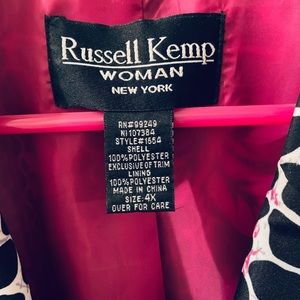 Russell Kemp
WOMAN
NEW YORK
RN#99249
NI107384
STYLE#1554
SHELL
100%POLYESTER
EXCLUSIVE OF TRIM
LINING
100%POLYESTER
MADE IN CHINA
SIZE:4X
OVER FOR CARE